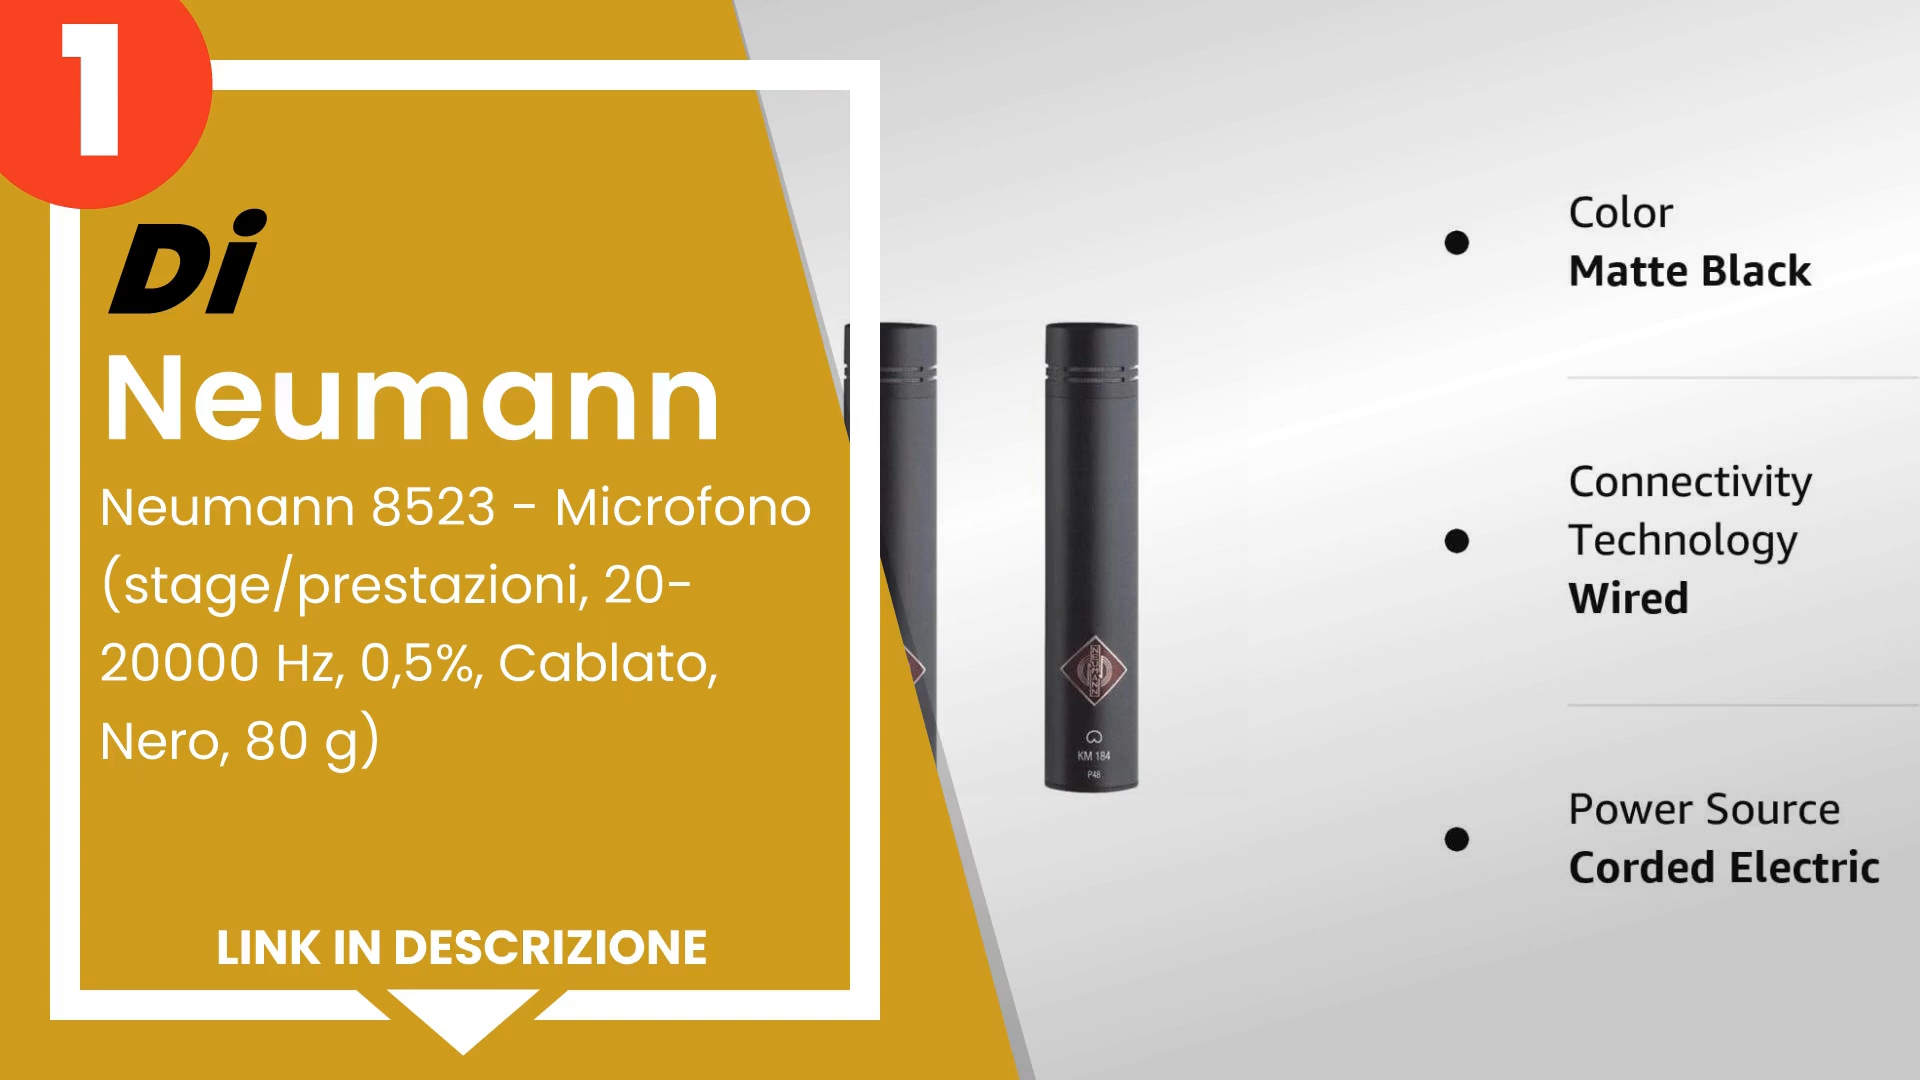 1
Di
Neumann
Neumann 8523 - Microfono
(stage/prestazioni, 20-
20000 Hz, 0,5%, Cablato,
Nero, 80 g)
LINK IN DESCRIZIONE
NEUMANN
KM 184
P48
Color
Matte Black
Connectivity
Technology
Wired
Power Source
Corded Electric